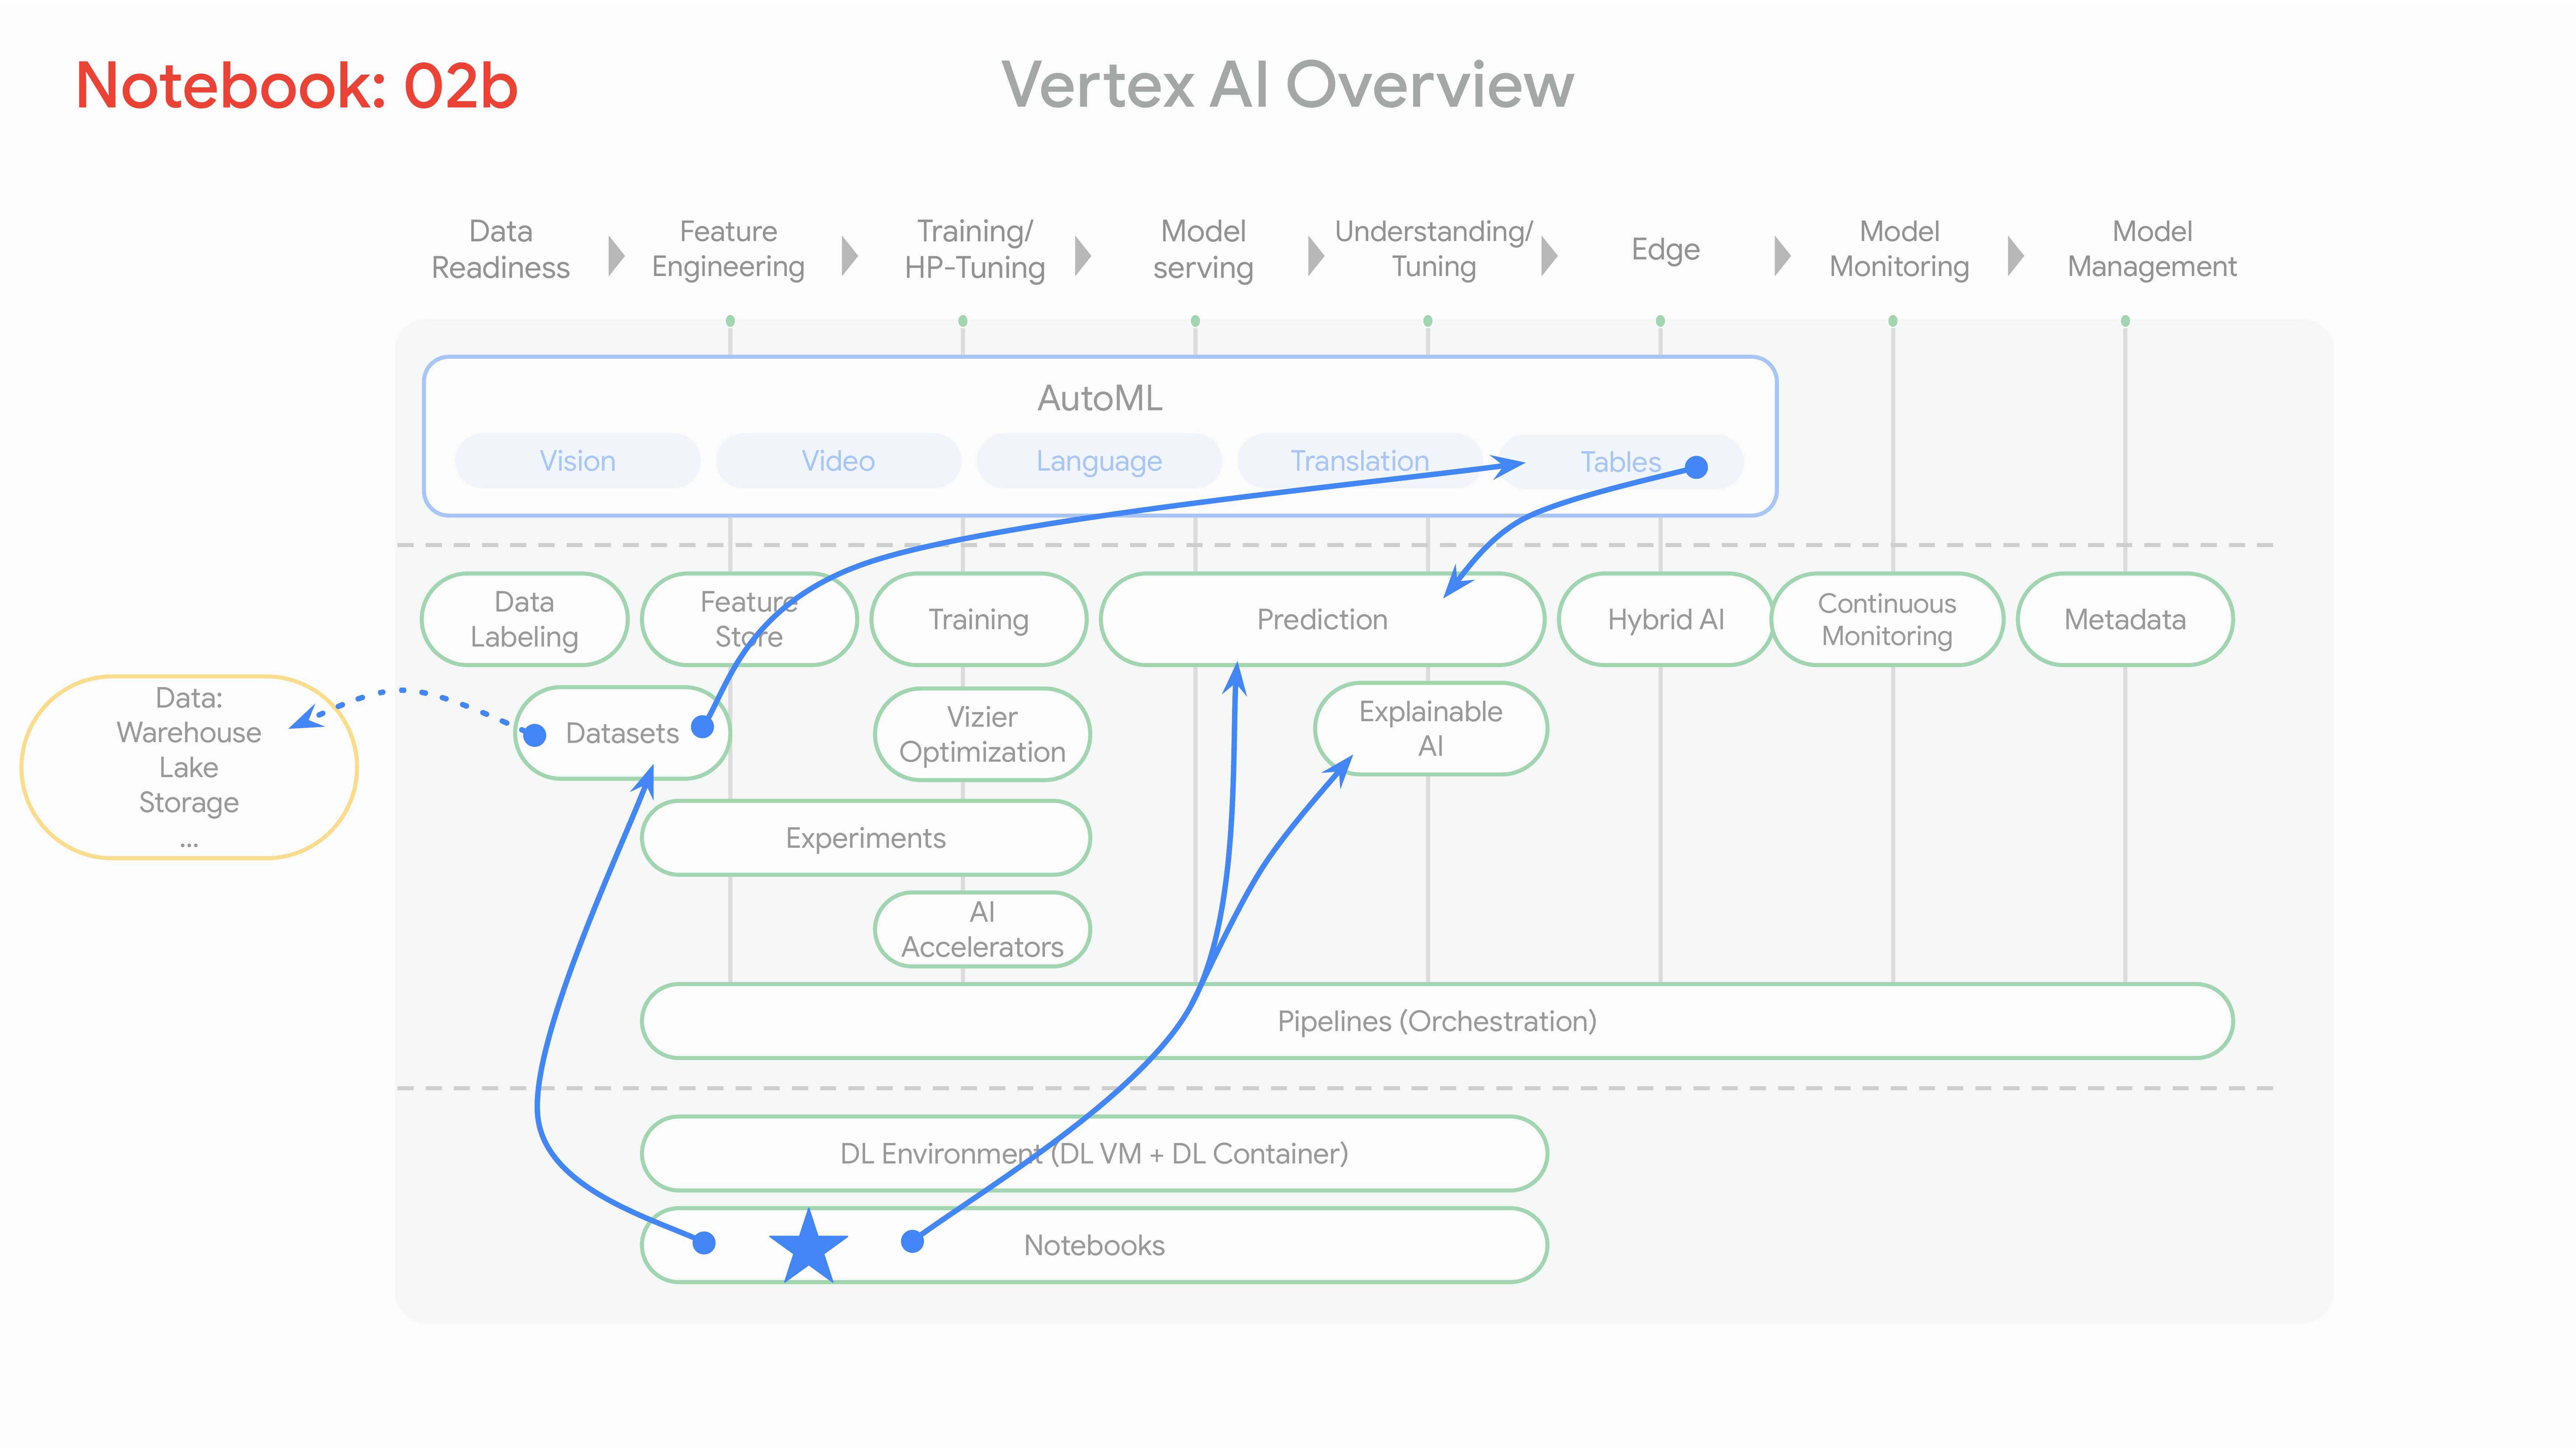 Notebook: 02b
Vertex AI Overview
Data
Readiness
Feature
Engineering
Training/
HP-Tuning
Model
serving
Understanding/
Tuning
Edge
Model
Monitoring
Model
Management
AutoML
Vision
Video
Language
Translation
Tables
Data
Labeling
Feature
Store
Training
Prediction
Hybrid AI
Continuous
Monitoring
Metadata
Data:
Warehouse
Lake
Storage
...
Datasets
Vizier
Optimization
Explainable
AI
Experiments
AI
Accelerators
Pipelines (Orchestration)
DL Environment (DL VM + DL Container)
Notebooks